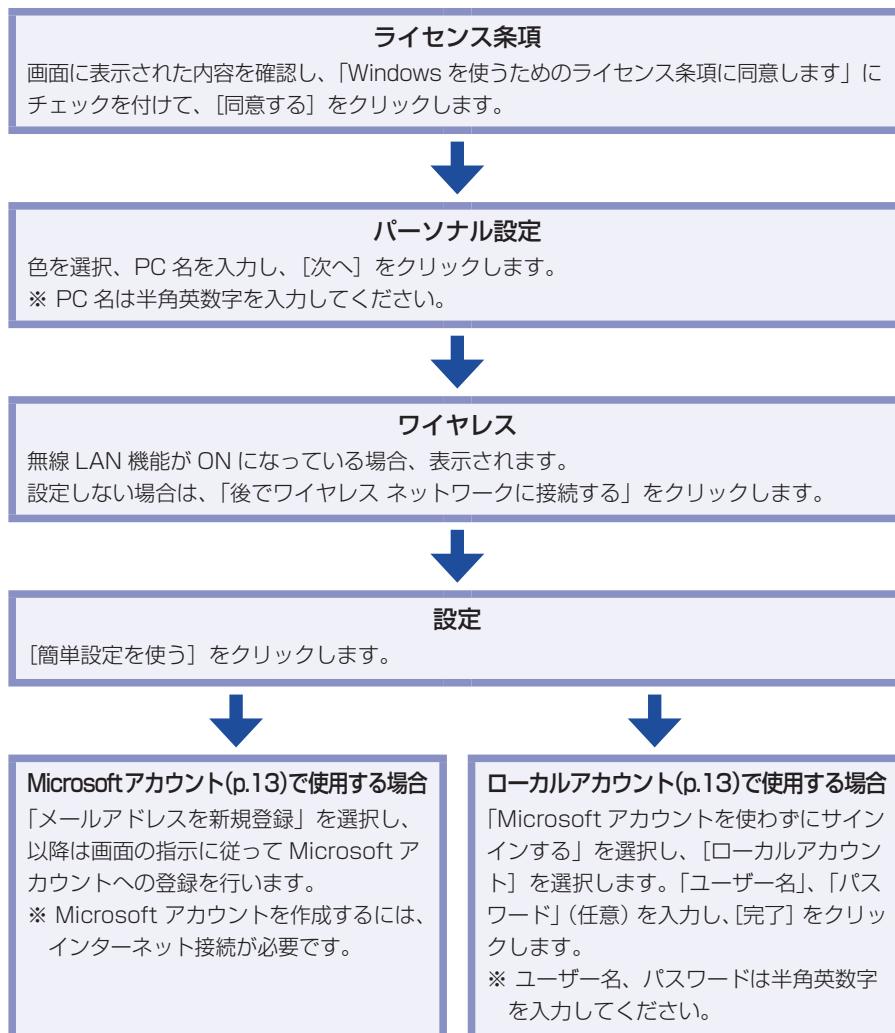 ライセンス条項
画面に表示された内容を確認し、「Windows を使うためのライセンス条項に同意します」に
チェックを付けて、［同意する］をクリックします。
パーソナル設定
色を選択、PC 名を入力し、［次へ］をクリックします。
※ PC 名は半角英数字を入力してください。
ワイヤレス
無線 LAN 機能が ON になっている場合、表示されます。
設定しない場合は、「後でワイヤレス ネットワークに接続する」をクリックします。
設定
［簡単設定を使う］をクリックします。
Microsoftアカウント(p.13)で使用する場合
「メールアドレスを新規登録」を選択し、
以降は画面の指示に従って Microsoft ア
カウントへの登録を行います。
※ Microsoft アカウントを作成するには、
インターネット接続が必要です。
ローカルアカウント(p.13)で使用する場合
「Microsoft アカウントを使わずにサイン
インする」を選択し、［ローカルアカウン
ト］を選択します。「ユーザー名」、「パス
ワード」（任意）を入力し、［完了］をクリッ
クします。
※ ユーザー名、パスワードは半角英数字
を入力してください。